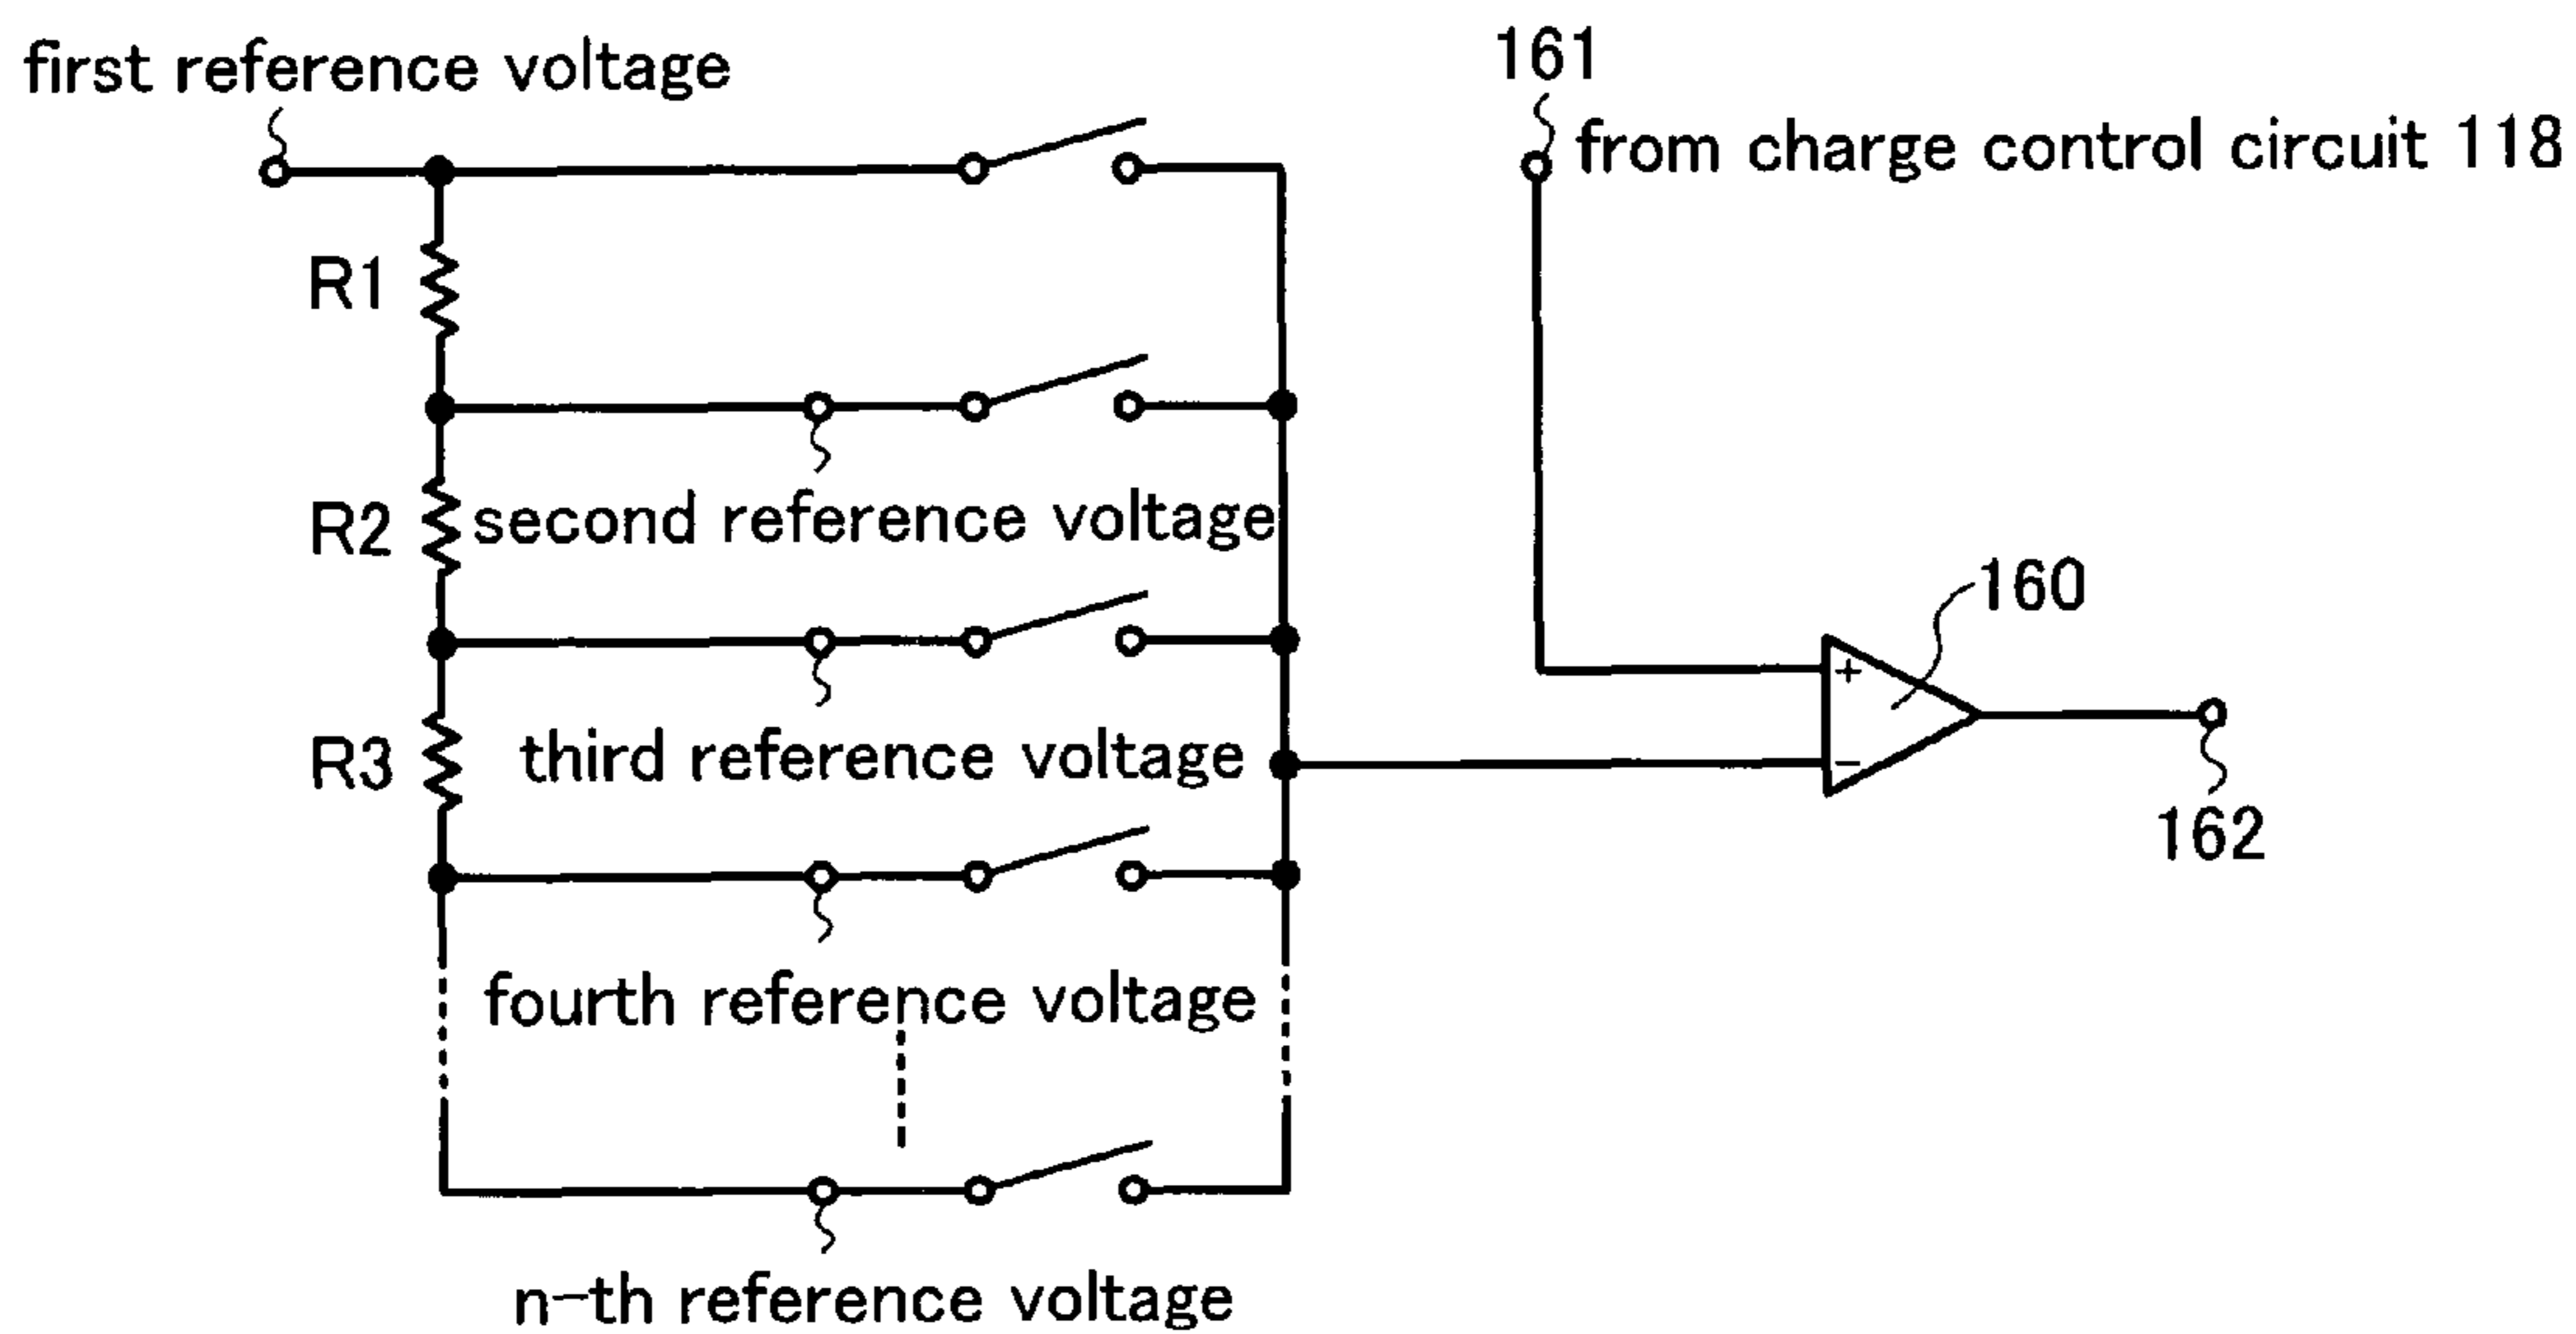 first reference voltage
161
from charge control circuit 118
R1
R2
second reference voltage
160
+
R3
third reference voltage
−
162
fourth reference voltage
n-th reference voltage